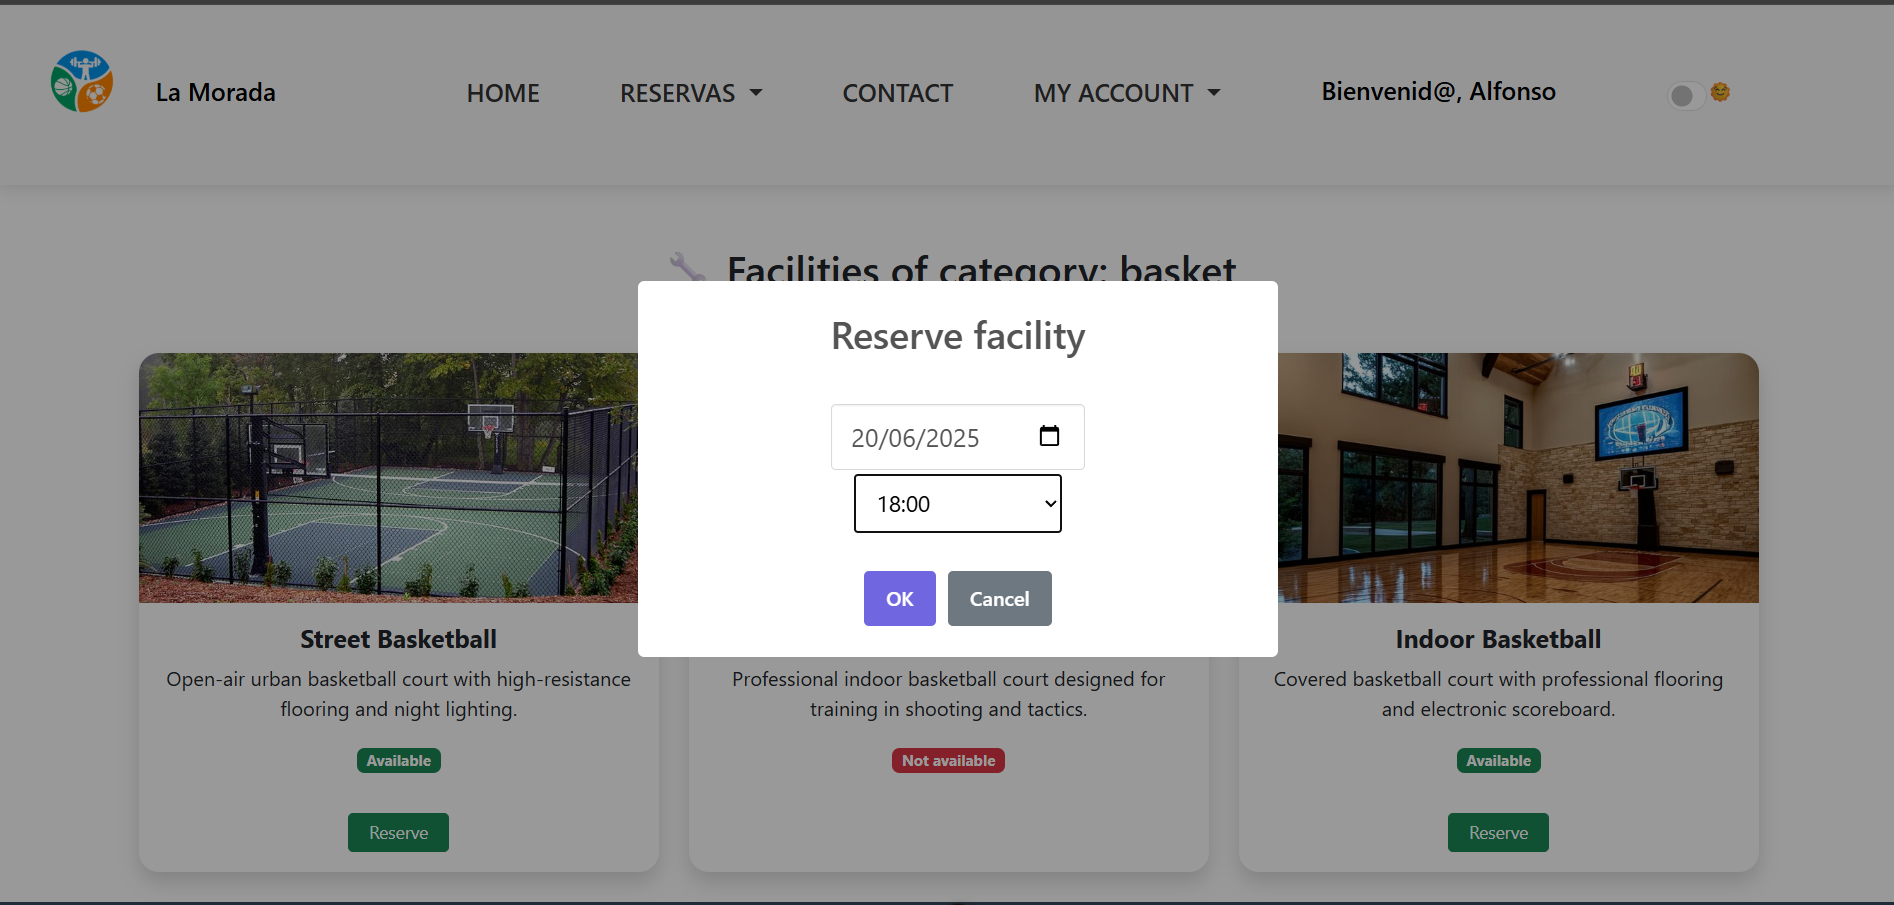 La Morada
HOME
RESERVAS
CONTACT
MY ACCOUNT
Bienvenid@, Alfonso
Facilities of category: basket
Reserve facility
20/06/2025
18:00
OK
Cancel
Street Basketball
Open-air urban basketball court with high-resistance
flooring and night lighting.
Available
Reserve
Professional indoor basketball court designed for
training in shooting and tactics.
Not available
Indoor Basketball
Covered basketball court with professional flooring
and electronic scoreboard.
Available
Reserve